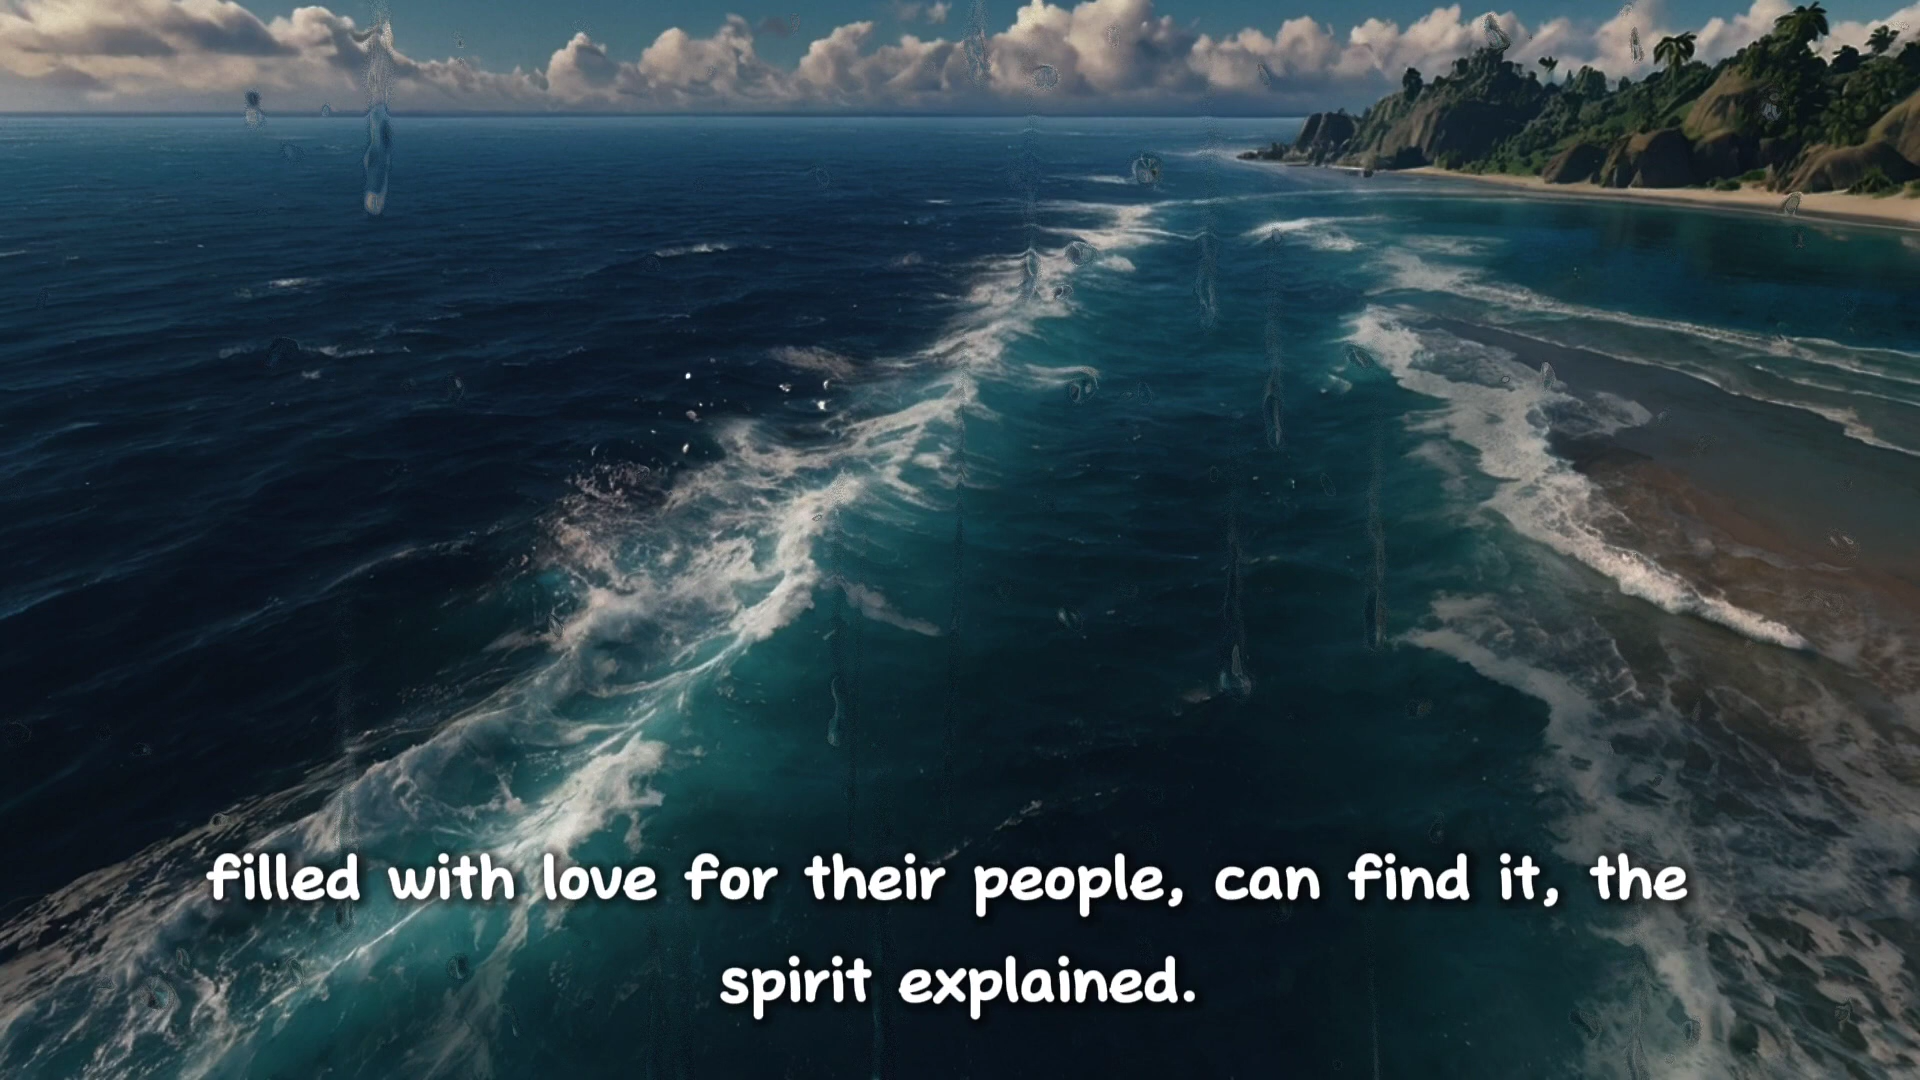 filled with love for their people, can find it, the
spirit explained.